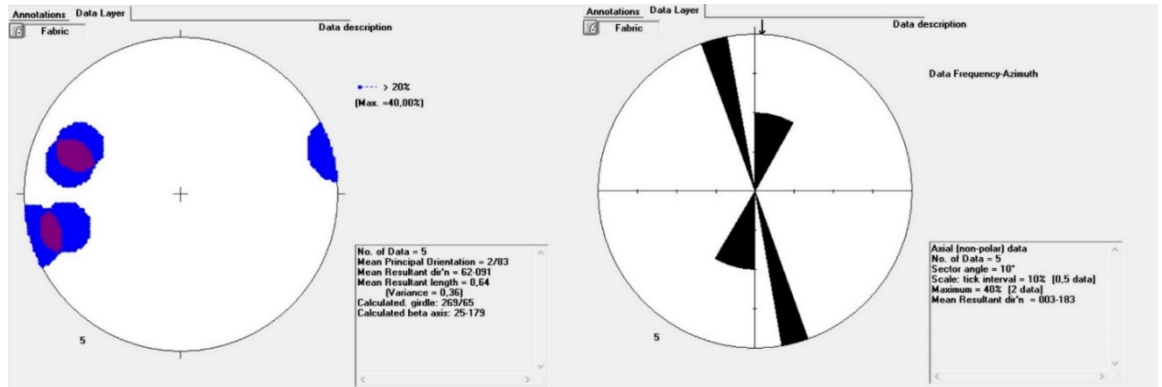 Annotations Data Layer
Fabric
Data description
> 20%
(Max. =40,00%)
No. of Data = 5
Mean Principal Orientation = 2/83
Mean Resultant dir'n = 62-091
Mean Resultant length = 0,64
(Variance = 0,36)
Calculated. girdle: 269/65
Calculated beta axis: 25-179
5
Annotations Data Layer
Fabric
Data description
Data Frequency-Azimuth
Axial (non-polar) data
No. of Data = 5
Sector angle = 10°
Scale: tick interval = 10% [0,5 data]
Maximum = 40% [2 data]
Mean Resultant dir'n = 003-183
5